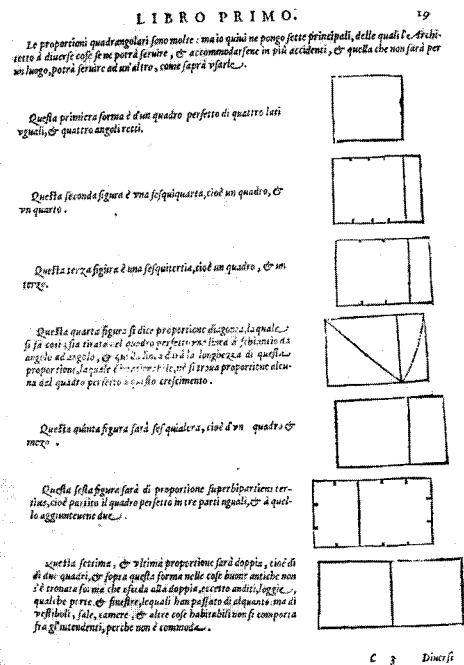 LIBRO PRIMO. 19
Le proportioni quadrangolari sono molte: ma io quivi ne pongo sette principali, delle quali l'Archi-
tetto à diverse cose se ne potrà servire, & accommodarsene in più accidenti, & quella che non sarà per
un luogo, potrà servire ad un'altro, come saprà usarle.
Questa primiera forma è d'un quadro perfetto di quattro lati
uguali, & quattro angoli retti.
Questa seconda figura è una sesquiquarta, cioè un quadro, &
un quarto.
Questa terza figura è una sesquitertia, cioè un quadro, & un
terzo.
Questa quarta figura si dice proportione diagonea, la quale
si fa così: sia tirata nel quadro perfetto una linea da
angolo ad angolo, & darà la longhezza di questa
proportione, laquale è nè si trova proportione alcu-
na dal quadro perfetto a questo crescimento.
Questa quinta figura sarà sesquialtera, cioè d'un quadro &
mezo.
Questa sesta figura sarà di proportione superbipartiens ter-
tias, cioè partito il quadro perfetto in tre parti uguali, & à quel-
lo aggiuntevene due.
Questa settima, & ultima proportione sarà doppia, cioè di
di due quadri, & sopra questa forma nelle cose buone antiche non
s'è trovata forma che ecceda alla doppia, eccetto anditi, loggie,
qualche porte, & finestre, lequali han passato di alquanto: ma di
vestiboli, sale, camere, & altre cose habitabili non si comporta
fra gl'intendenti, perche non è commoda.
C 3 Diversi